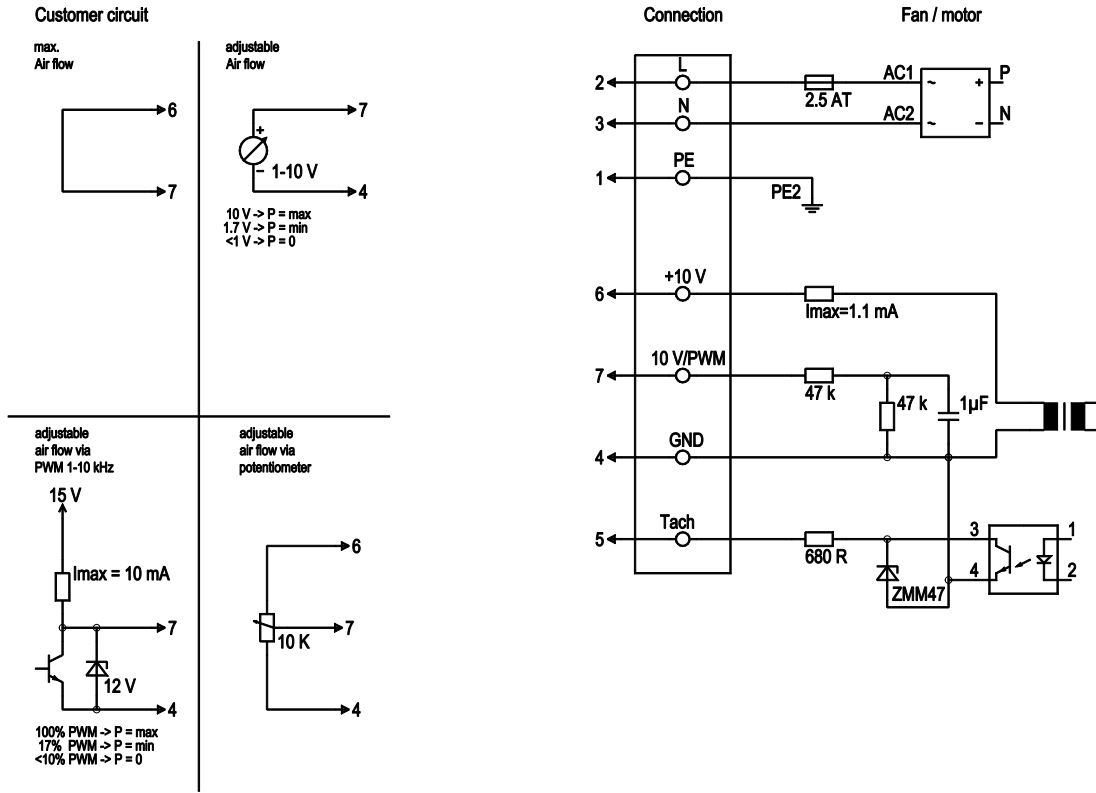 Customer circuit
max.
Air flow
6
7
adjustable
Air flow
7
+
1-10 V
−
4
10 V -> P = max
1.7 V -> P = min
<1 V -> P = 0
adjustable
air flow via
PWM 1-10 kHz
15 V
Imax = 10 mA
7
12 V
4
100% PWM -> P = max
17% PWM -> P = min
<10% PWM -> P = 0
adjustable
air flow via
potentiometer
6
7
10 K
4
Connection
Fan / motor
2
L
2.5 AT
AC1
~
+
P
3
N
AC2
~
−
N
1
PE
PE2
6
+10 V
Imax=1.1 mA
7
10 V/PWM
47 k
47 k
1µF
4
GND
5
Tach
680 R
ZMM47
3
4
1
2